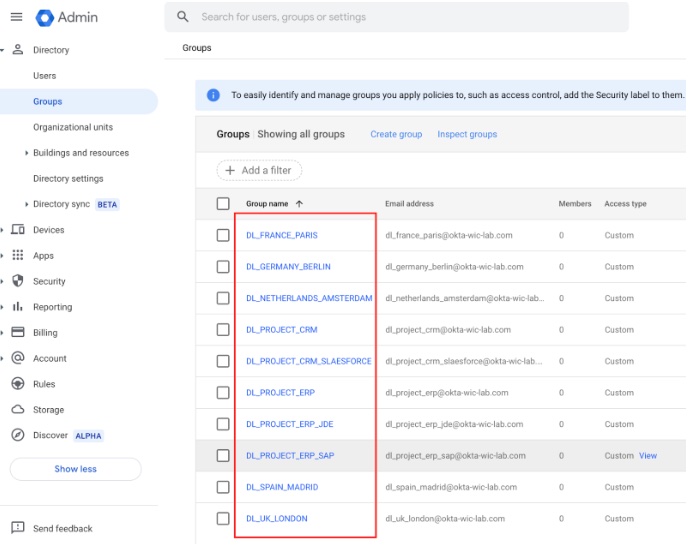 Admin
Search for users, groups or settings
Directory
Groups
Users
Groups
To easily identify and manage groups you apply policies to, such as access control, add the Security label to them.
Organizational units
Groups | Showing all groups Create group Inspect groups
Buildings and resources
+ Add a filter
Directory settings
Directory sync BETA
Group name Email address Members Access type
Devices
DL_FRANCE_PARIS dl_france_paris@okta-wic-lab.com 0 Custom
Apps
DL_GERMANY_BERLIN dl_germany_berlin@okta-wic-lab.com 0 Custom
Security
DL_NETHERLANDS_AMSTERDAM dl_netherlands_amsterdam@okta-wic-lab... 0 Custom
Reporting
DL_PROJECT_CRM dl_project_crm@okta-wic-lab.com 0 Custom
Billing
DL_PROJECT_CRM_SLAESFORCE dl_project_crm_slaesforce@okta-wic-lab... 0 Custom
Account
Rules
DL_PROJECT_ERP dl_project_erp@okta-wic-lab.com 0 Custom
Storage
DL_PROJECT_ERP_JDE dl_project_erp_jde@okta-wic-lab.com 0 Custom
Discover ALPHA
DL_PROJECT_ERP_SAP dl_project_erp_sap@okta-wic-lab.com 0 Custom View
Show less
DL_SPAIN_MADRID dl_spain_madrid@okta-wic-lab.com 0 Custom
DL_UK_LONDON dl_uk_london@okta-wic-lab.com 0 Custom
Send feedback